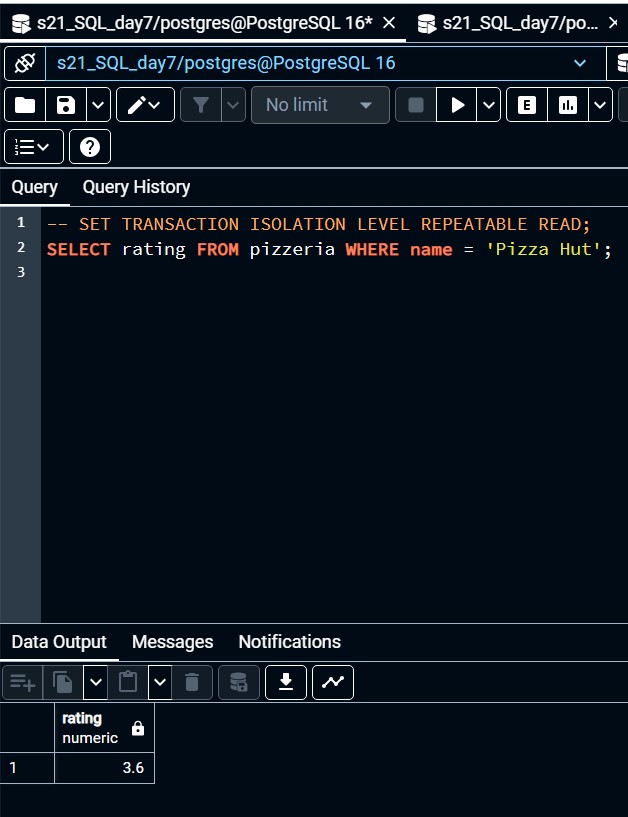 s21_SQL_day7/postgres@PostgreSQL 16* s21_SQL_day7/po...
s21_SQL_day7/postgres@PostgreSQL 16
No limit E
Query Query History
1 -- SET TRANSACTION ISOLATION LEVEL REPEATABLE READ;
2 SELECT rating FROM pizzeria WHERE name = 'Pizza Hut';
3
Data Output Messages Notifications
rating
numeric
1 3.6